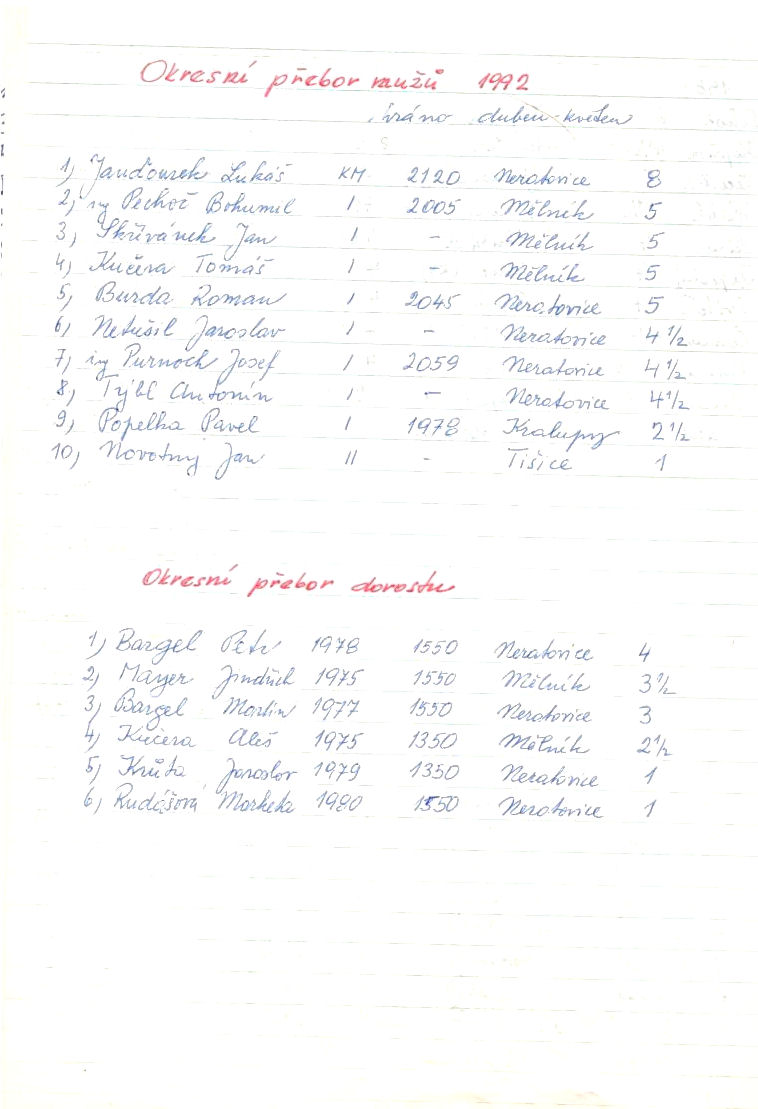 Okresní přebor mužů 1992
hráno duben-květen
1) Janďourek Lukáš KM 2120 Neratovice 8
2) ing Pechoč Bohumil I 2005 Mělník 5
3) Skřivánek Jan I - Mělník 5
4) Kučera Tomáš I - Mělník 5
5) Burda Roman I 2045 Neratovice 5
6) Netušil Jaroslav I - Neratovice 4 1/2
7) ing Purnoch Josef I 2059 Neratovice 4 1/2
8) Týbl Antonín I - Neratovice 4 1/2
9) Popelka Pavel I 1978 Kralupy 2 1/2
10) Novotný Jan II - Tišice 1
Okresní přebor dorostu
1) Bargel Petr 1978 1550 Neratovice 4
2) Mayer Jindřich 1975 1550 Mělník 3 1/2
3) Bargel Martin 1977 1550 Neratovice 3
4) Kučera Aleš 1975 1350 Mělník 2 1/2
5) Krůta Jaroslav 1979 1350 Neratovice 1
6) Rudášová Marketa 1980 1550 Neratovice 1